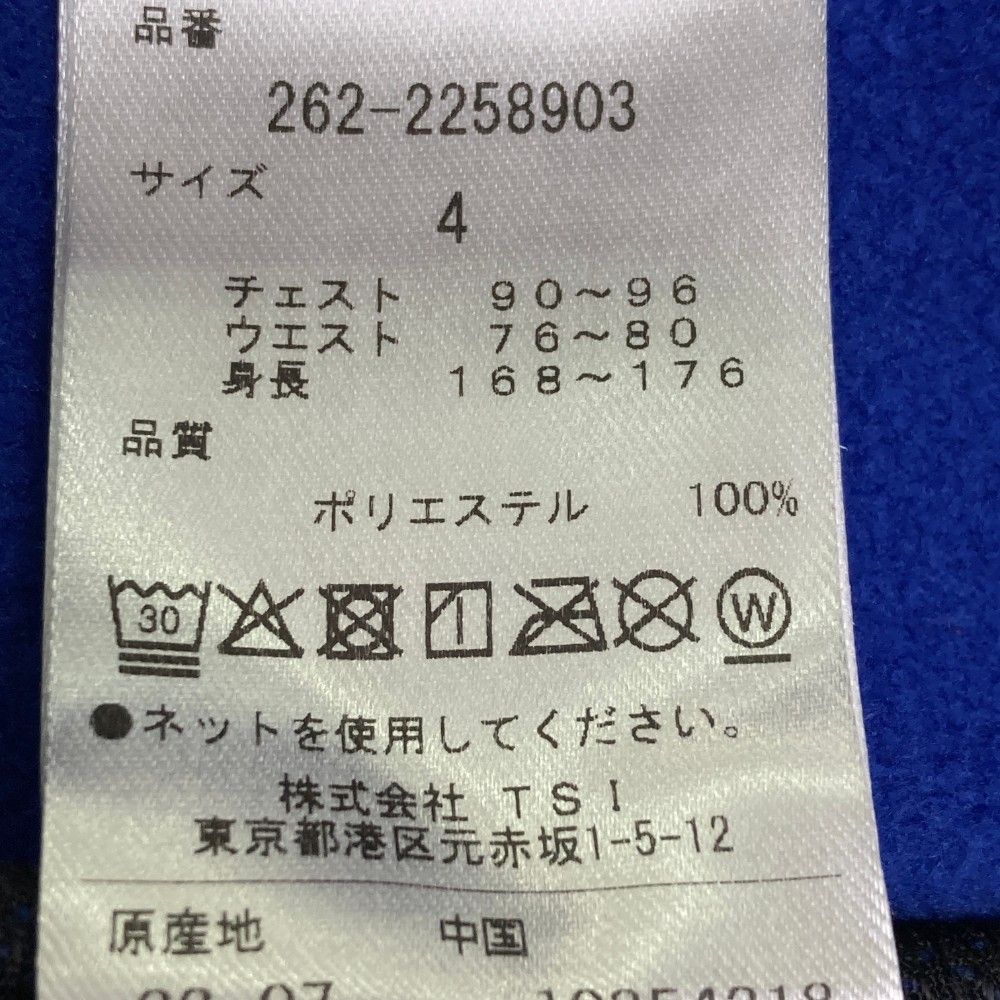 品番
262-2258903
サイズ
4
チェスト 90～96
ウエスト 76～80
身長 168～176
品質
ポリエステル 100%
30
W
●ネットを使用してください。
株式会社 TSI
東京都港区元赤坂1-5-12
原産地 中国